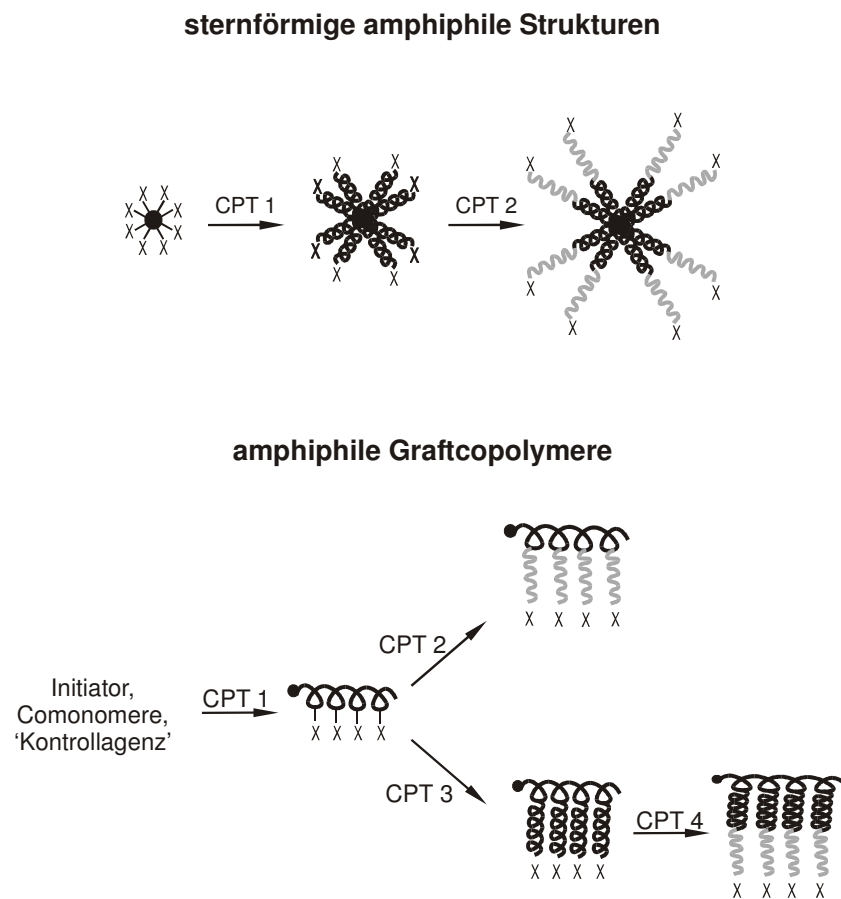 sternförmige amphiphile Strukturen
X X
X X
X X
X X
CPT 1
X X
X X
X X
X X
CPT 2
X X
X X
X X
X X
amphiphile Graftcopolymere
Initiator,
Comonomere,
'Kontrollagenz'
CPT 1
X X X X
CPT 2
X X X X
CPT 3
X X X X
CPT 4
X X X X